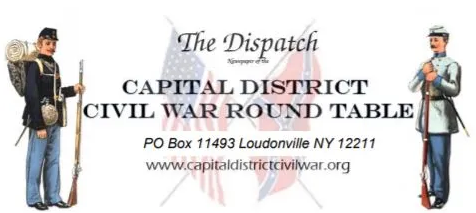 The Dispatch
Newspaper of the
CAPITAL DISTRICT
CIVIL WAR ROUND TABLE
PO Box 11493 Loudonville NY 12211
www.capitaldistrictcivilwar.org